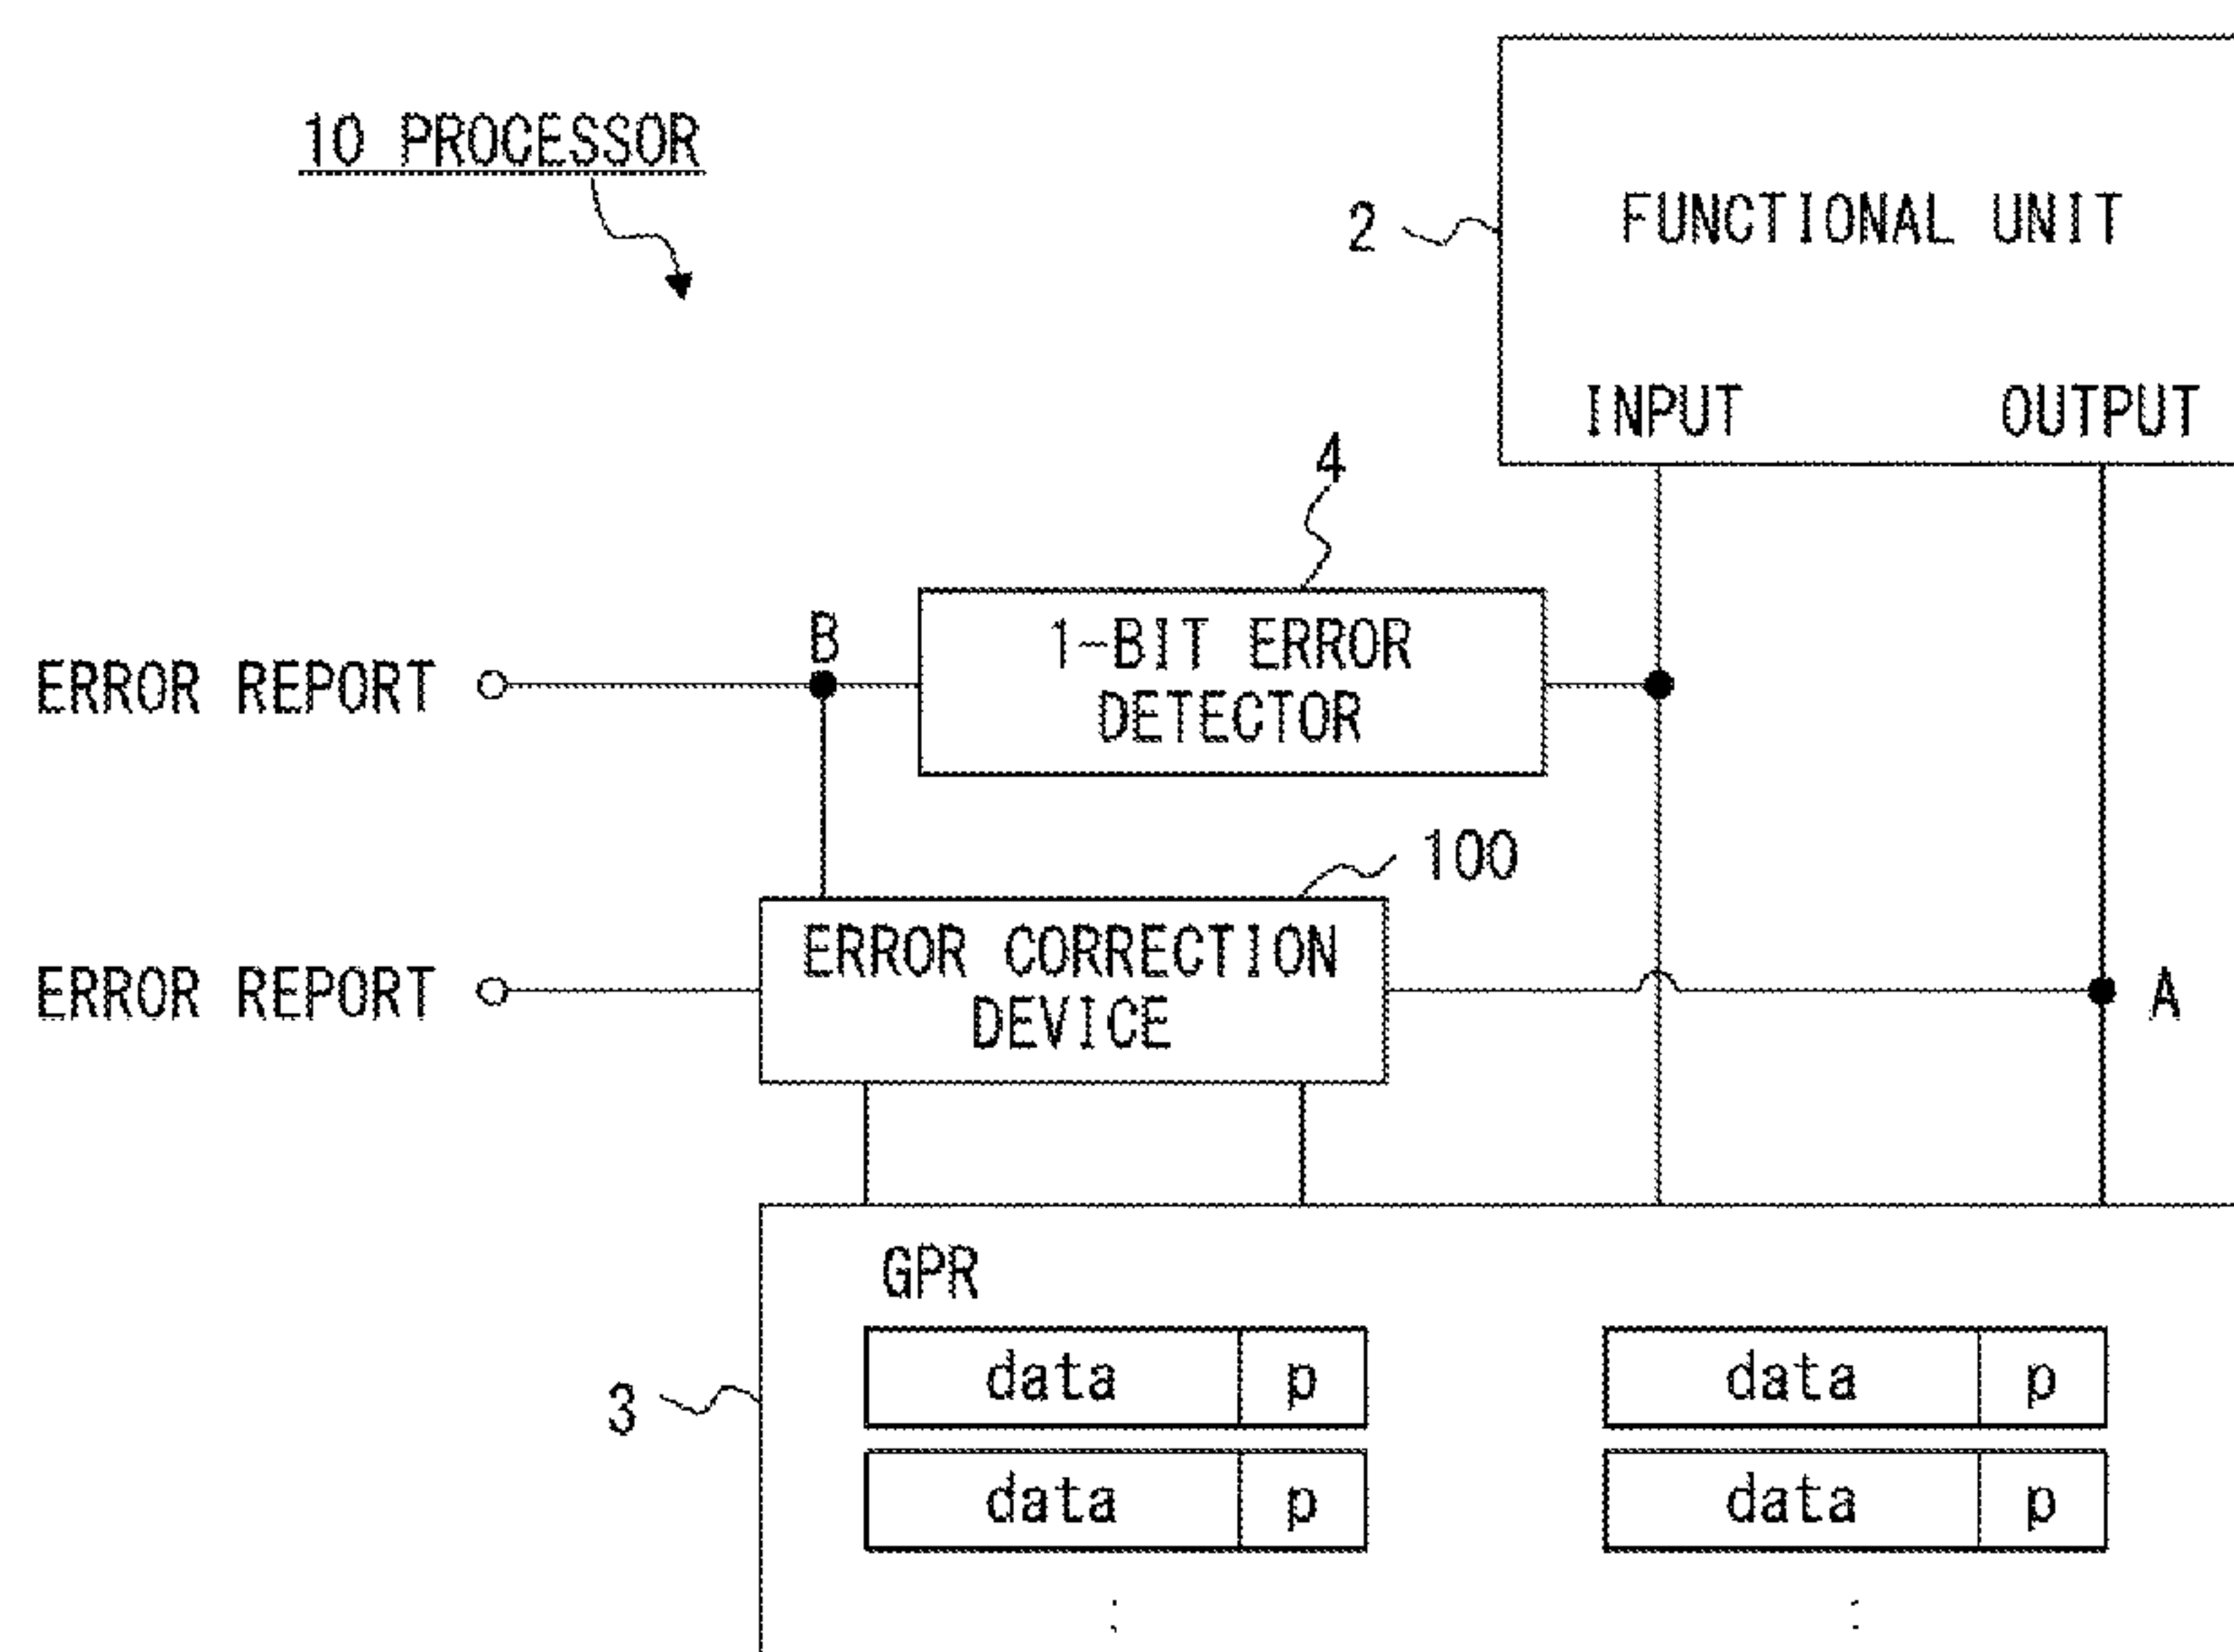 10 PROCESSOR
2
FUNCTIONAL UNIT
INPUT
OUTPUT
4
B
1-BIT ERROR
DETECTOR
ERROR REPORT
100
ERROR CORRECTION
DEVICE
ERROR REPORT
A
GPR
3
data p
data p
data p
data p